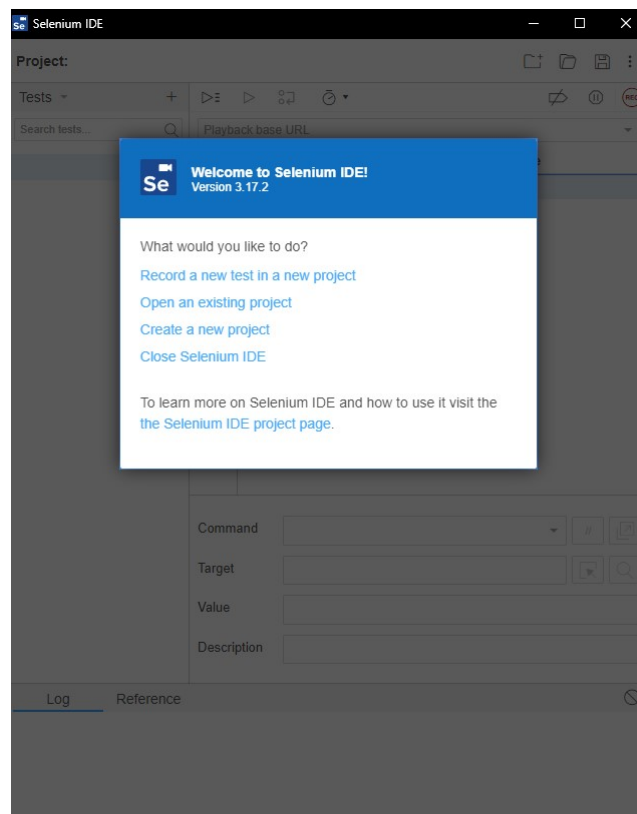 Se Selenium IDE
Project:
Tests
Search tests...
Playback base URL
REC
Se
Welcome to Selenium IDE!
Version 3.17.2
What would you like to do?
Record a new test in a new project
Open an existing project
Create a new project
Close Selenium IDE
To learn more on Selenium IDE and how to use it visit the
the Selenium IDE project page.
Command
//
Target
Value
Description
Log Reference